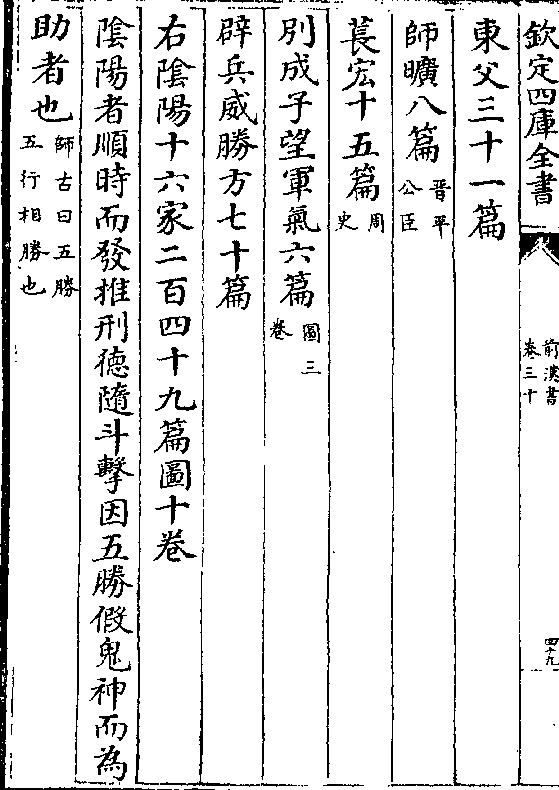 欽定四庫全書
前漢書
卷三十
四十九
東父三十一篇
師曠八篇晋平公臣
萇宏十五篇周史
別成子望軍氣六篇圖三卷
辟兵威勝方七十篇
右陰陽十六家二百四十九篇圖十卷
陰陽者順時而發推刑德隨斗擊因五勝假鬼神而為
助者也師古曰五勝五行相勝也